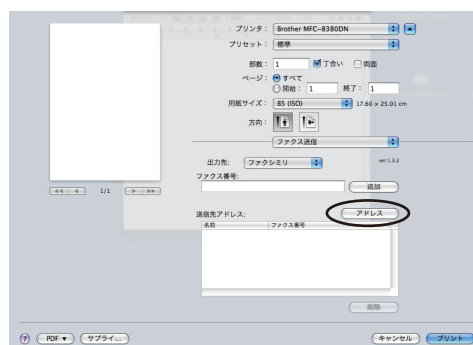 プリンタ： Brother MFC-8380DN
プリセット： 標準
部数： 1 丁合い 両面
ページ： すべて
開始： 1 終了： 1
用紙サイズ： B5 (ISO) 17.60 x 25.01 cm
方向：
ファクス送信
出力先: ファクシミリ ver:1.3.2
ファクス番号:
追加
1/1
送信先アドレス: アドレス
名前 ファクス番号
削除
? PDF▼ サプライ... キャンセル プリント